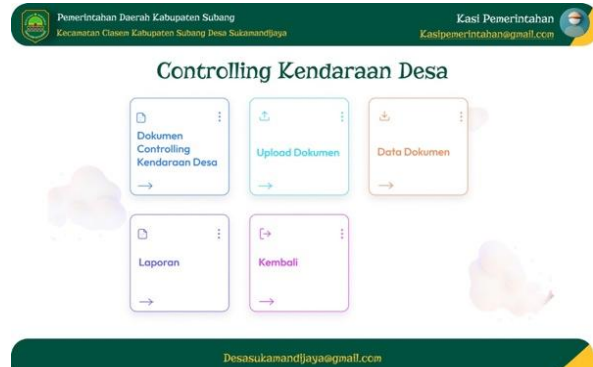 Pemerintahan Daerah Kabupaten Subang
Kecamatan Ciasem Kabupaten Subang Desa Sukamandijaya
Kasi Pemerintahan
Kasipemerintahan@gmail.com
Controlling Kendaraan Desa
Dokumen
Controlling
Kendaraan Desa
Upload Dokumen
Data Dokumen
Laporan
Kembali
Desasukamandijaya@gmail.com